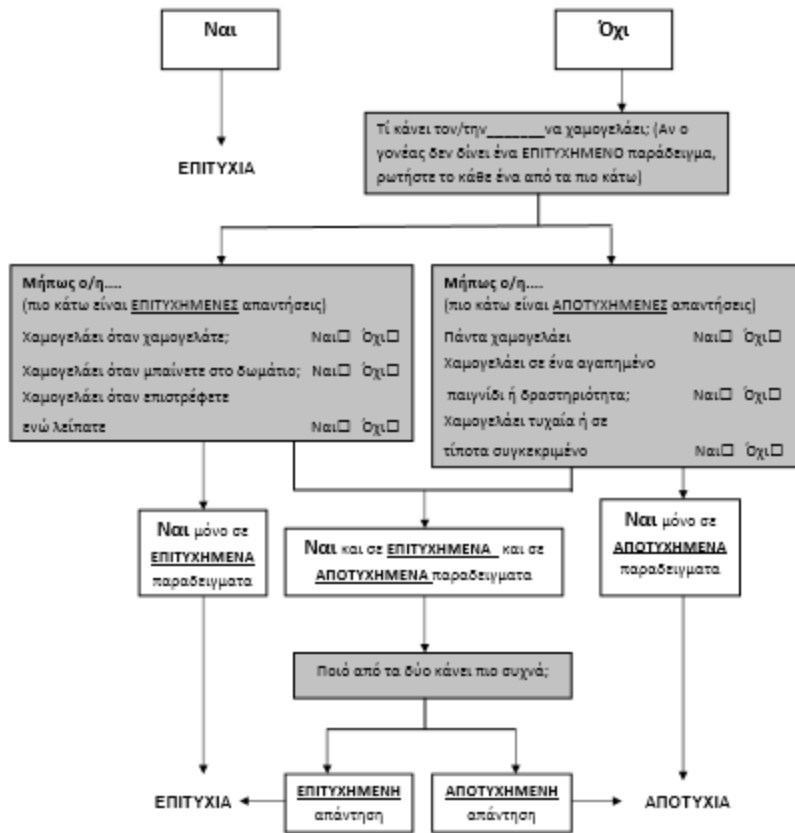 Ναι
Όχι
ΕΠΙΤΥΧΙΑ
Τί κάνει τον/την_______να χαμογελάει; (Αν ο
γονέας δεν δίνει ένα ΕΠΙΤΥΧΗΜΕΝΟ παράδειγμα,
ρωτήστε το κάθε ένα από τα πιο κάτω)
Μήπως ο/η....
(πιο κάτω είναι ΕΠΙΤΥΧΗΜΕΝΕΣ απαντήσεις)
Χαμογελάει όταν χαμογελάτε; Ναι☐ Όχι☐
Χαμογελάει όταν μπαίνετε στο δωμάτιο; Ναι☐ Όχι☐
Χαμογελάει όταν επιστρέφετε
ενώ λείπατε Ναι☐ Όχι☐
Μήπως ο/η....
(πιο κάτω είναι ΑΠΟΤΥΧΗΜΕΝΕΣ απαντήσεις)
Πάντα χαμογελάει Ναι☐ Όχι☐
Χαμογελάει σε ένα αγαπημένο
παιγνίδι ή δραστηριότητα; Ναι☐ Όχι☐
Χαμογελάει τυχαία ή σε
τίποτα συγκεκριμένο Ναι☐ Όχι☐
Ναι μόνο σε
ΕΠΙΤΥΧΗΜΕΝΑ
παραδειγματα
Ναι και σε ΕΠΙΤΥΧΗΜΕΝΑ και σε
ΑΠΟΤΥΧΗΜΕΝΑ παραδειγματα
Ναι μόνο σε
ΑΠΟΤΥΧΗΜΕΝΑ
παραδειγματα
Ποιό από τα δύο κάνει πιο συχνά;
ΕΠΙΤΥΧΙΑ
ΕΠΙΤΥΧΗΜΕΝΗ
απάντηση
ΑΠΟΤΥΧΗΜΕΝΗ
απάντηση
ΑΠΟΤΥΧΙΑ